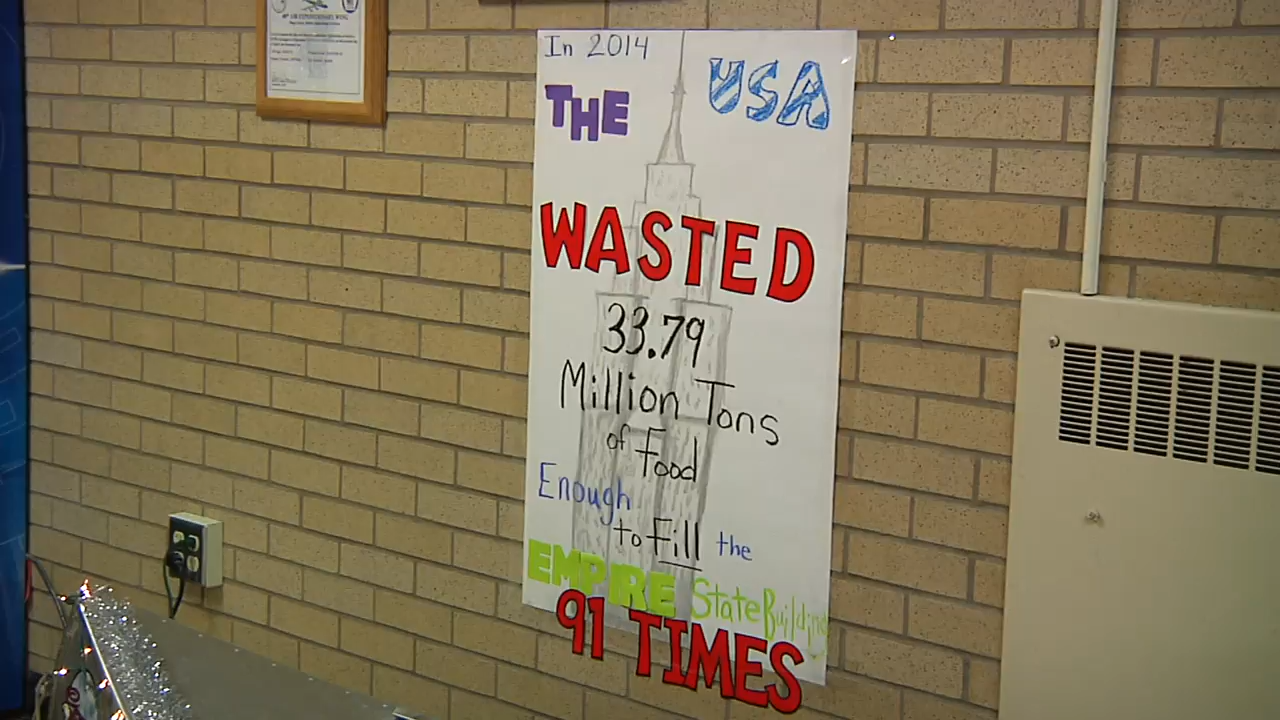 In 2014
THE USA
WASTED
33.79
Million Tons
of Food
Enough
to Fill the
EMPIRE State Building
91 TIMES